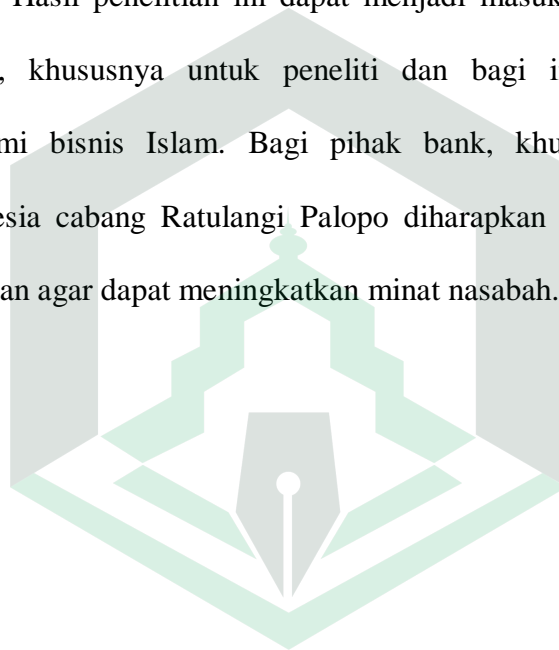 Hasil penelitian ini dapat menjadi masuk
khususnya untuk peneliti dan bagi i
mi bisnis Islam. Bagi pihak bank, khu
esia cabang Ratulangi Palopo diharapkan
an agar dapat meningkatkan minat nasabah.